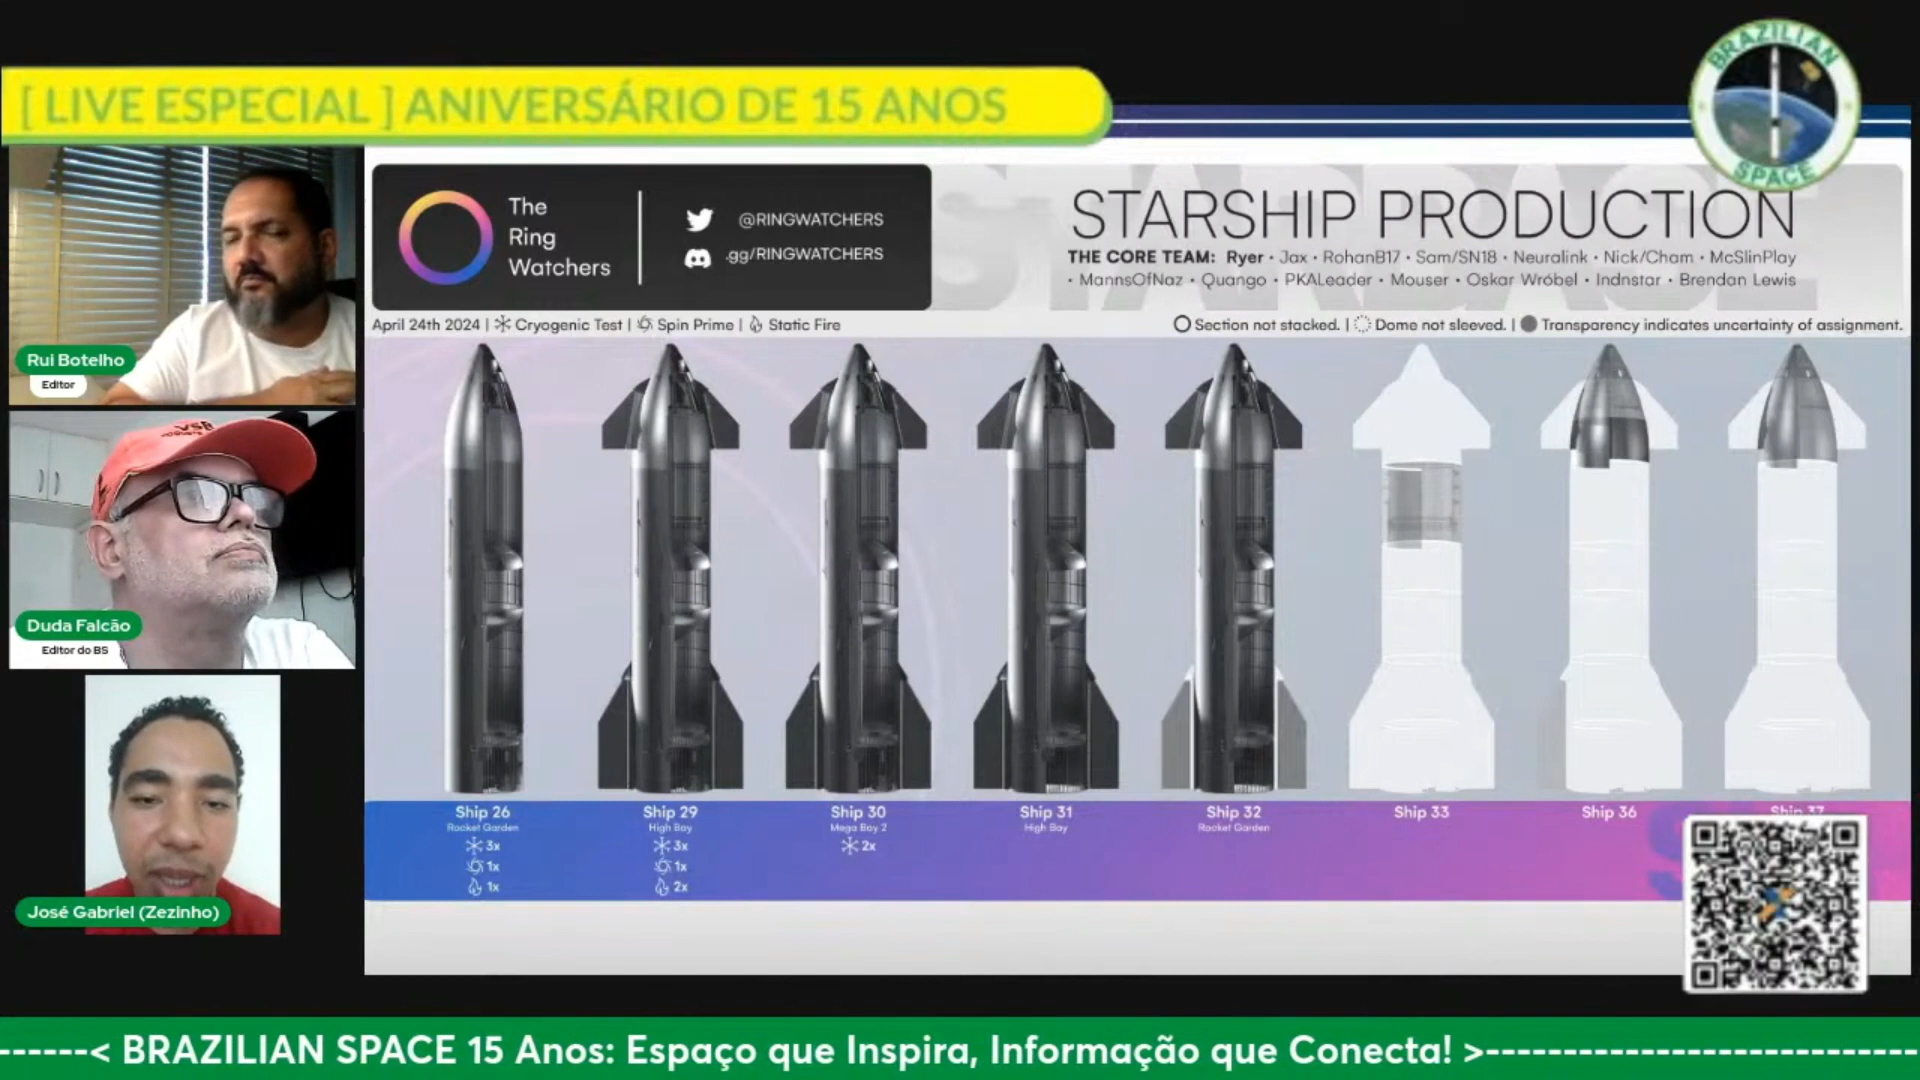 [ LIVE ESPECIAL ] ANIVERSÁRIO DE 15 ANOS
BRAZILIAN
SPACE
The
Ring
Watchers
@RINGWATCHERS
.gg/RINGWATCHERS
STARBASE
STARSHIP PRODUCTION
THE CORE TEAM: Ryer • Jax • RohanB17 • Sam/SN18 • Neuralink • Nick/Cham • McSlinPlay
• MannsOfNaz • Quango • PKALeader • Mouser • Oskar Wróbel • Indnstar • Brendan Lewis
April 24th 2024 | Cryogenic Test | Spin Prime | Static Fire
Section not stacked. | Dome not sleeved. | Transparency indicates uncertainty of assignment.
Rui Botelho
Editor
VSB
Duda Falcão
Editor do BS
José Gabriel (Zezinho)
Ship 26
Rocket Garden
3x
1x
1x
Ship 29
High Bay
3x
1x
2x
Ship 30
Mega Bay 2
2x
Ship 31
High Bay
Ship 32
Rocket Garden
Ship 33
Ship 36
Ship 37
------< BRAZILIAN SPACE 15 Anos: Espaço que Inspira, Informação que Conecta! >---------------------------